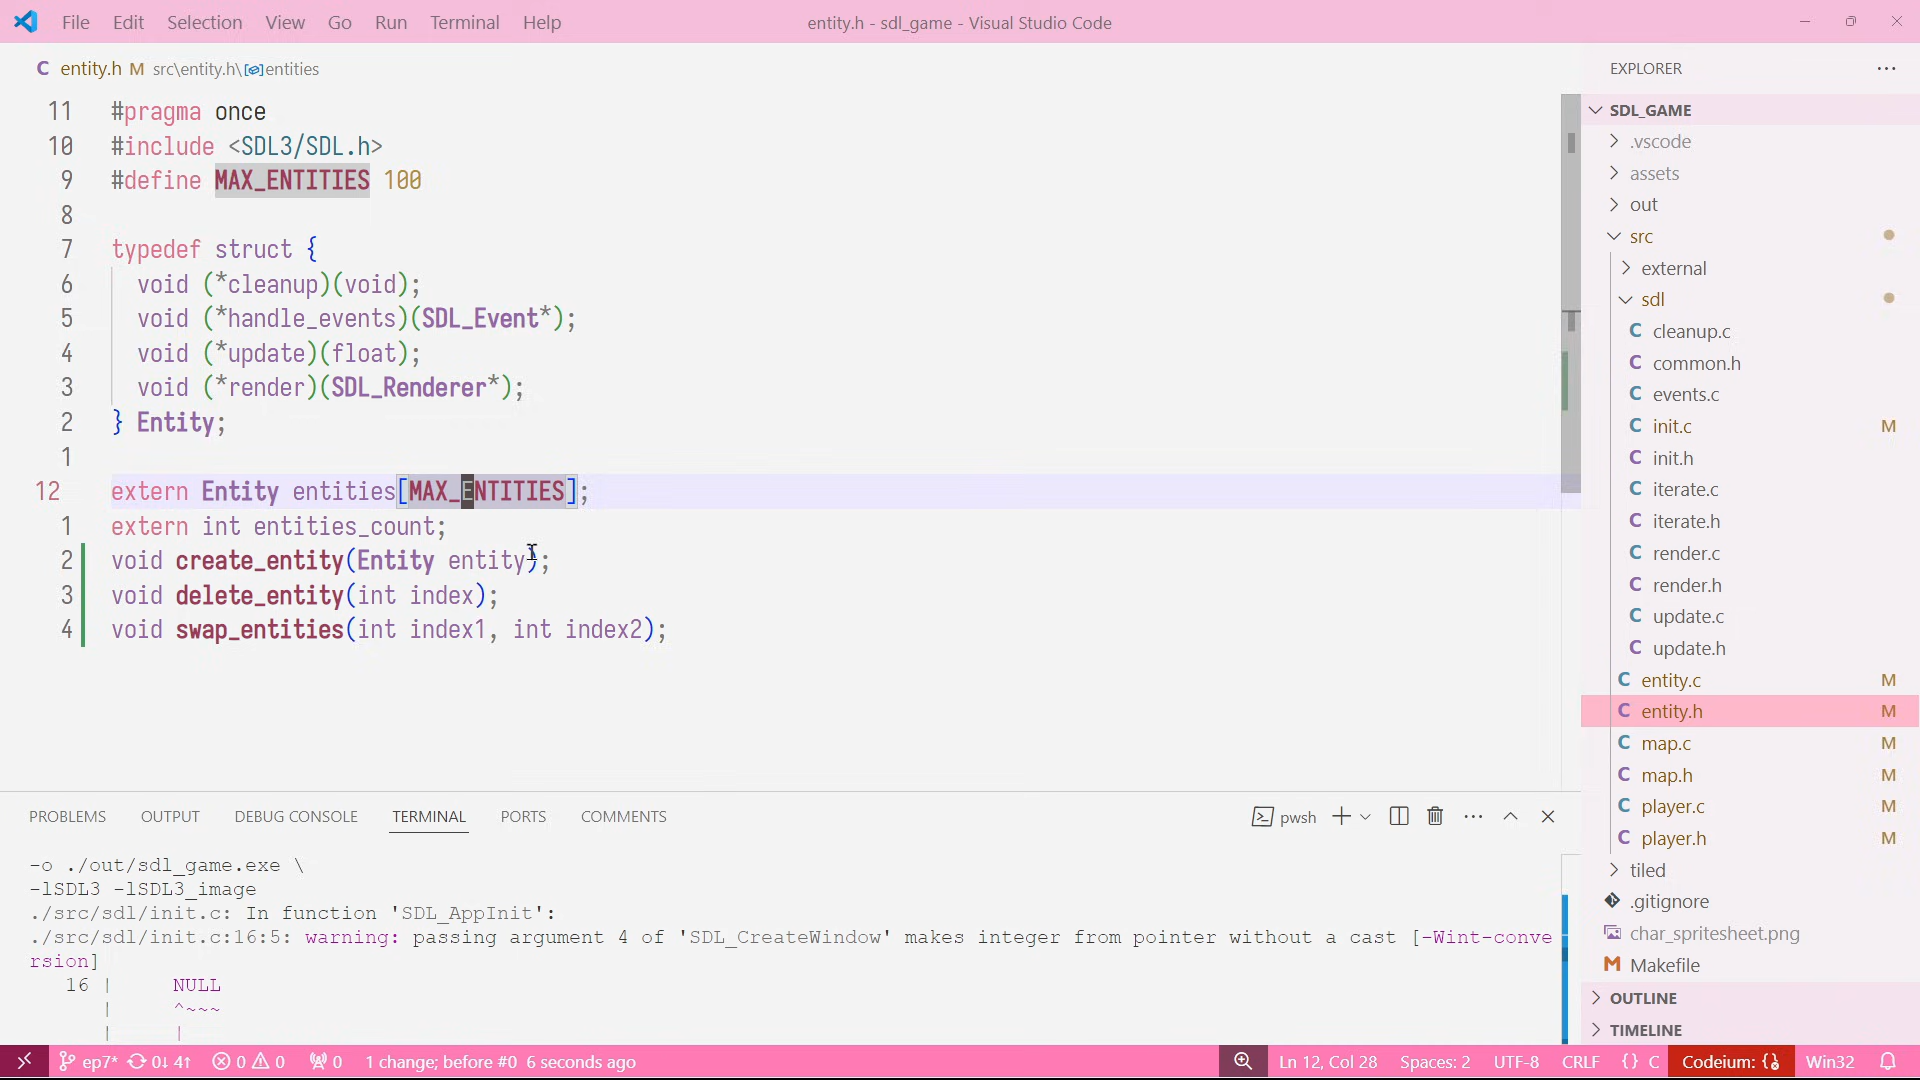 File Edit Selection View Go Run Terminal Help
entity.h - sdl_game - Visual Studio Code
C entity.h M src\entity.h\ entities
11 #pragma once
10 #include <SDL3/SDL.h>
9 #define MAX_ENTITIES 100
8
7 typedef struct {
6 void (*cleanup)(void);
5 void (*handle_events)(SDL_Event*);
4 void (*update)(float);
3 void (*render)(SDL_Renderer*);
2 } Entity;
1
12 extern Entity entities[MAX_ENTITIES];
1 extern int entities_count;
2 void create_entity(Entity entity);
3 void delete_entity(int index);
4 void swap_entities(int index1, int index2);
PROBLEMS OUTPUT DEBUG CONSOLE TERMINAL PORTS COMMENTS
pwsh
-o ./out/sdl_game.exe \
-lSDL3 -lSDL3_image
./src/sdl/init.c: In function 'SDL_AppInit':
./src/sdl/init.c:16:5: warning: passing argument 4 of 'SDL_CreateWindow' makes integer from pointer without a cast [-Wint-conve
rsion]
16 | NULL
| ^~~~
| |
EXPLORER
SDL_GAME
.vscode
assets
out
src
external
sdl
C cleanup.c
C common.h
C events.c
C init.c M
C init.h
C iterate.c
C iterate.h
C render.c
C render.h
C update.c
C update.h
C entity.c M
C entity.h M
C map.c M
C map.h M
C player.c M
C player.h M
tiled
.gitignore
char_spritesheet.png
M Makefile
OUTLINE
TIMELINE
ep7* 0↓ 4↑ 0 0 0 1 change; before #0 6 seconds ago
Ln 12, Col 28 Spaces: 2 UTF-8 CRLF {} C Codeium: {} Win32